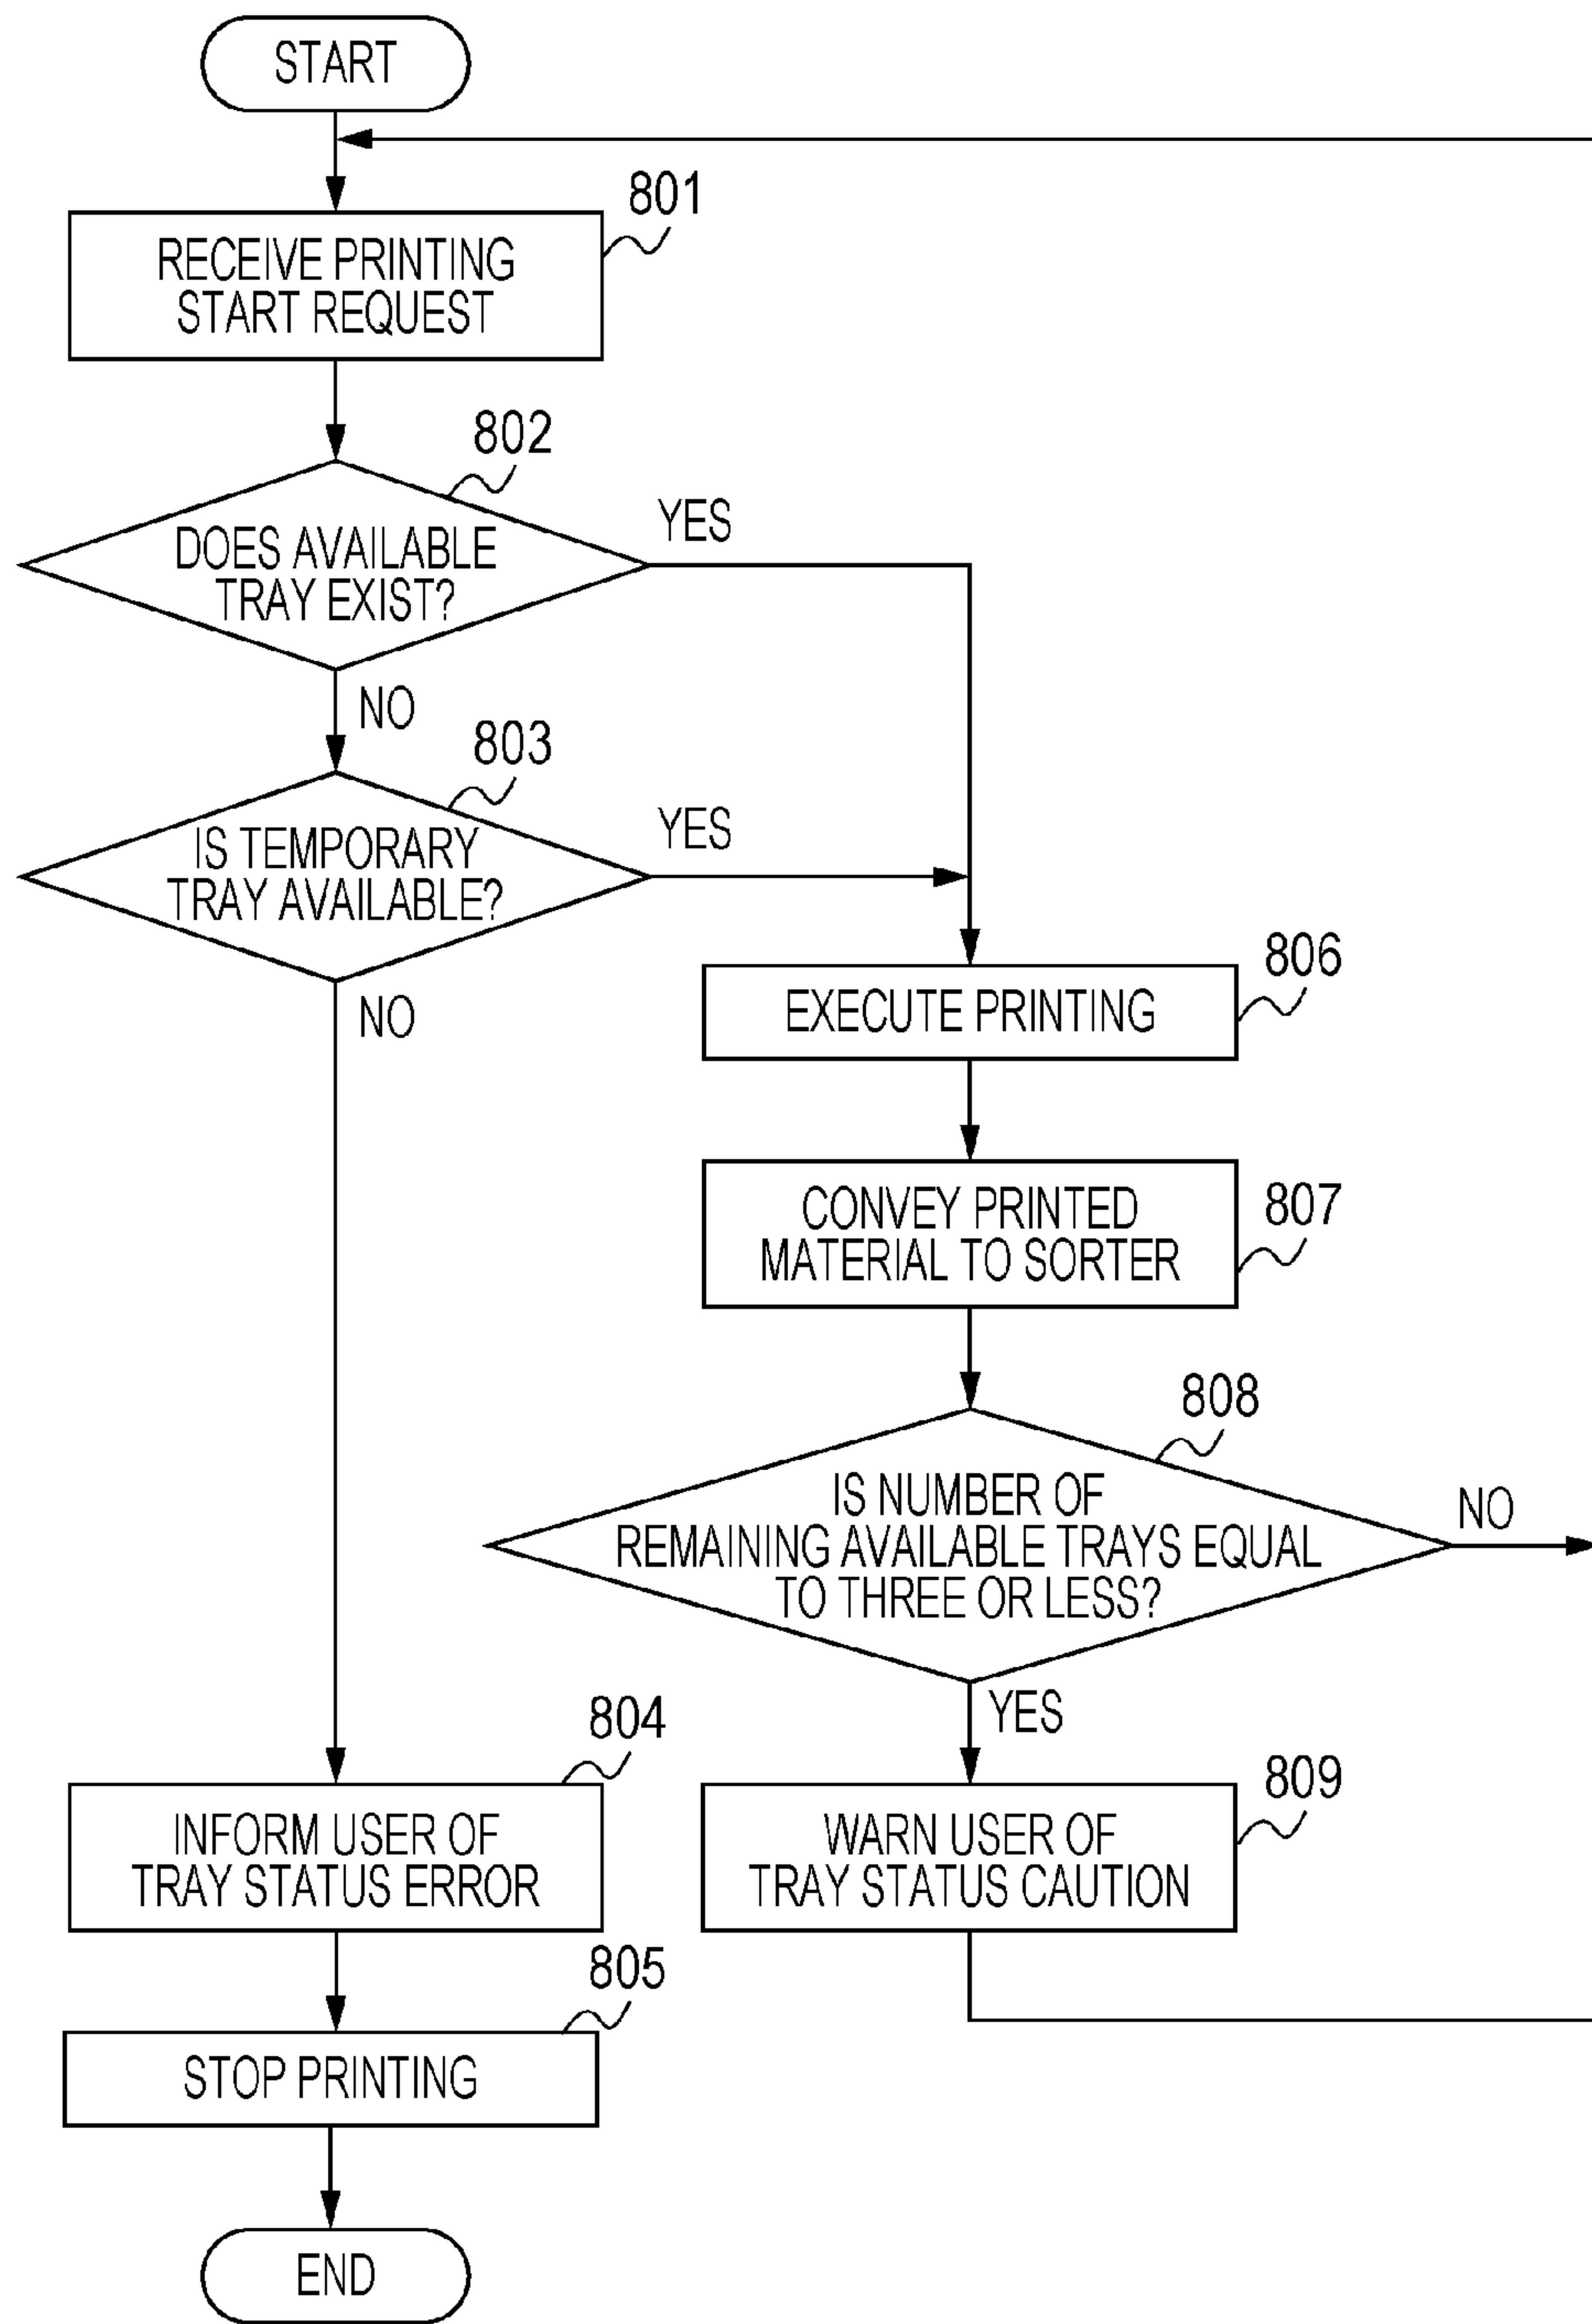 START
801
RECEIVE PRINTING
START REQUEST
802
DOES AVAILABLE
TRAY EXIST?
YES
NO
803
IS TEMPORARY
TRAY AVAILABLE?
YES
NO
806
EXECUTE PRINTING
807
CONVEY PRINTED
MATERIAL TO SORTER
808
IS NUMBER OF
REMAINING AVAILABLE TRAYS EQUAL
TO THREE OR LESS?
NO
YES
804
INFORM USER OF
TRAY STATUS ERROR
809
WARN USER OF
TRAY STATUS CAUTION
805
STOP PRINTING
END